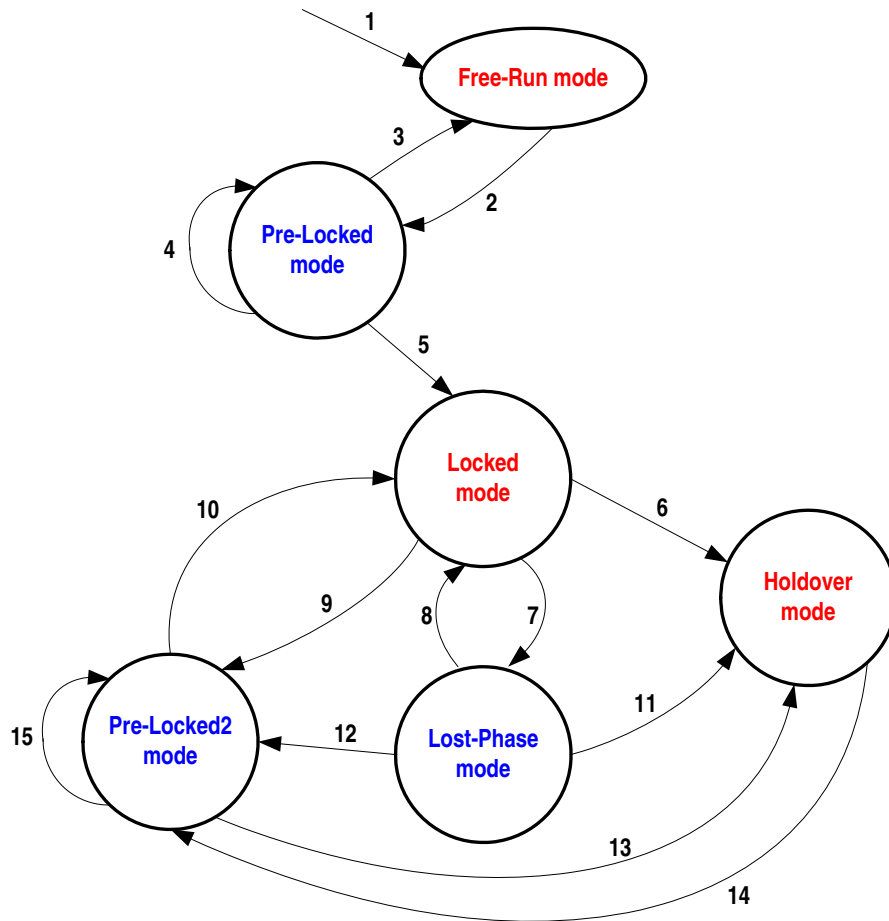 1
Free-Run mode
3
2
Pre-Locked
mode
4
5
Locked
mode
10
6
Holdover
mode
9
8
7
11
Pre-Locked2
mode
15
12
Lost-Phase
mode
13
14